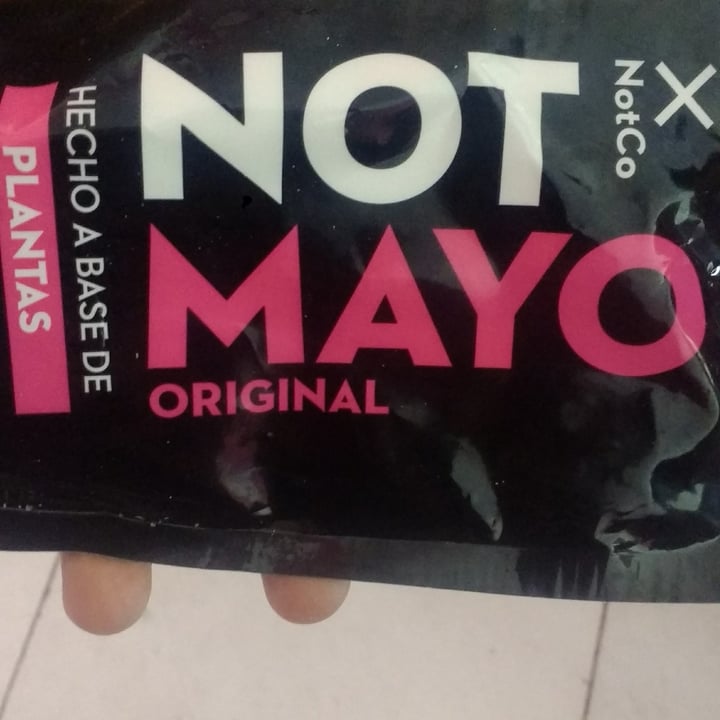 NOT
MAYO
ORIGINAL
HECHO A BASE DE
PLANTAS
NotCo